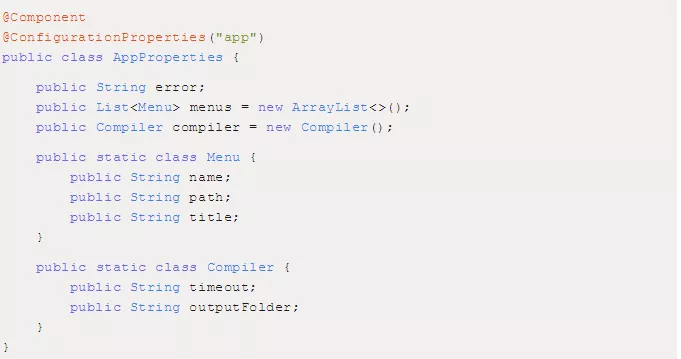 @Component
@ConfigurationProperties("app")
public class AppProperties {
public String error;
public List<Menu> menus = new ArrayList<>();
public Compiler compiler = new Compiler();
public static class Menu {
public String name;
public String path;
public String title;
}
public static class Compiler {
public String timeout;
public String outputFolder;
}
}